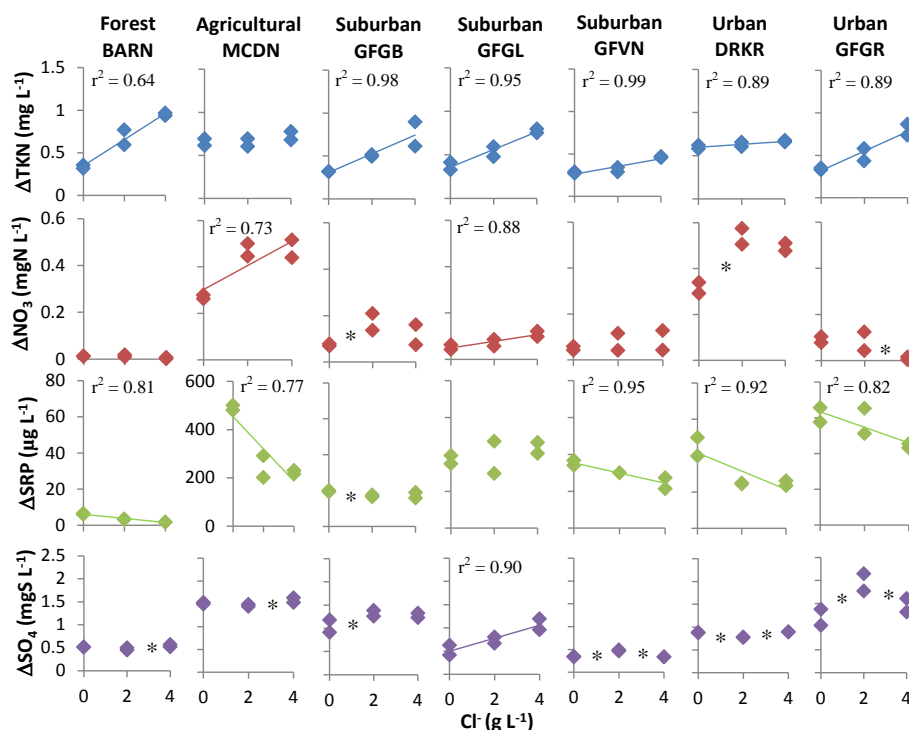 Forest Agricultural Suburban Suburban Suburban Urban Urban
BARN MCDN GFGB GFGL GFVN DRKR GFGR
ΔTKN (mg L-1)
1.5
1
0.5
0
r2 = 0.64
r2 = 0.98
r2 = 0.95
r2 = 0.99
r2 = 0.89
r2 = 0.89
ΔNO3 (mgN L-1)
0.6
0.4
0.2
0
r2 = 0.73
*
r2 = 0.88
*
*
ΔSRP (µg L-1)
80
60
40
20
0
r2 = 0.81
600
400
200
0
r2 = 0.77
*
r2 = 0.95
r2 = 0.92
r2 = 0.82
ΔSO4 (mgS L-1)
2.5
2
1.5
1
0.5
0
*
*
*
r2 = 0.90
* *
* *
* *
0 2 4 0 2 4 0 2 4 0 2 4 0 2 4 0 2 4 0 2 4
Cl- (g L-1)